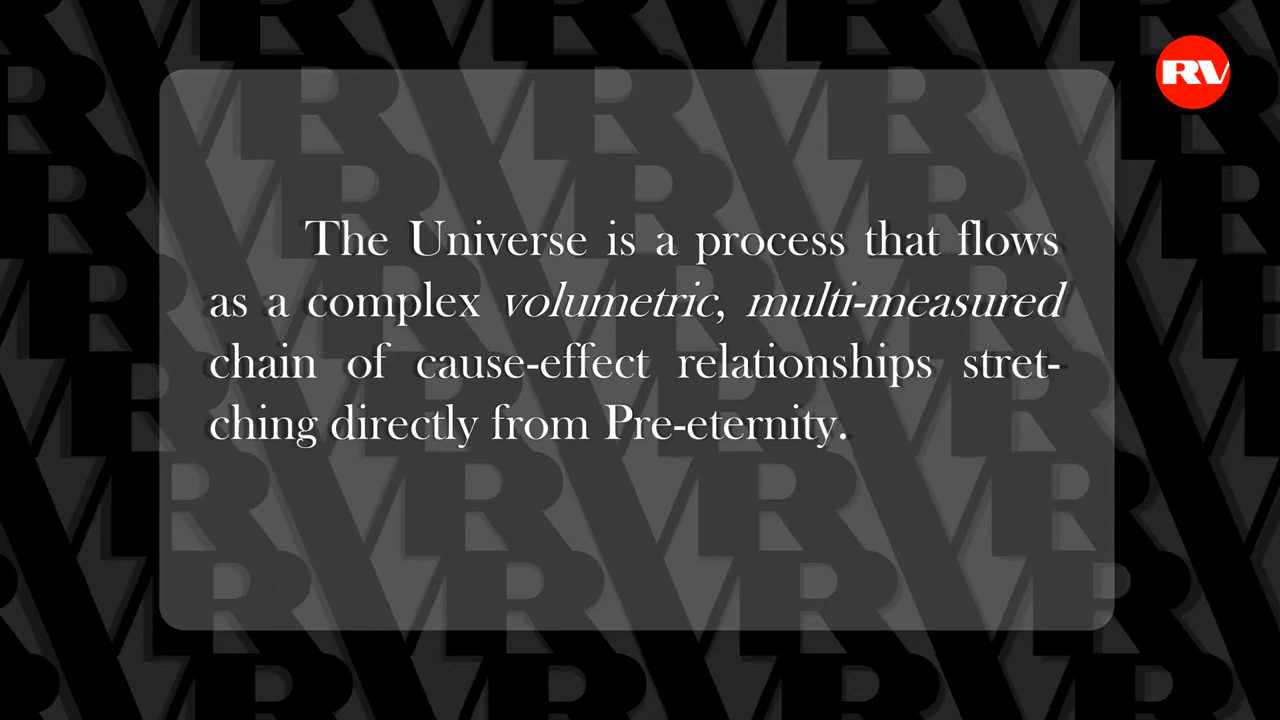 RV
The Universe is a process that flows
as a complex volumetric, multi-measured
chain of cause-effect relationships stret-
ching directly from Pre-eternity.